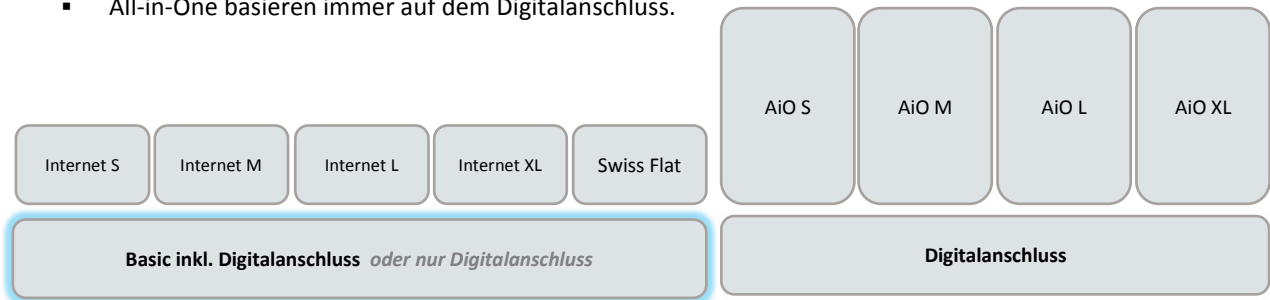 ▪ All-in-One basieren immer auf dem Digitalanschluss.
AiO S
AiO M
AiO L
AiO XL
Internet S
Internet M
Internet L
Internet XL
Swiss Flat
Basic inkl. Digitalanschluss oder nur Digitalanschluss
Digitalanschluss